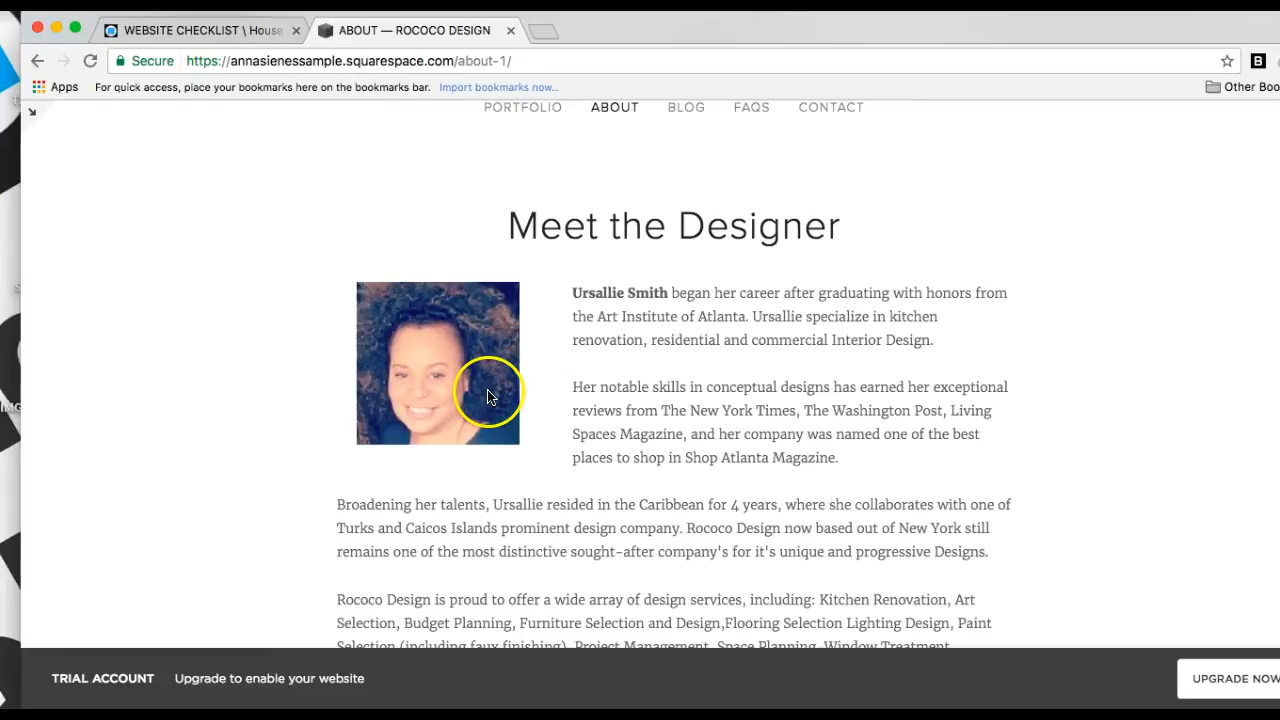 WEBSITE CHECKLIST \ House
ABOUT — ROCOCO DESIGN
Secure https://annasienessample.squarespace.com/about-1/
Apps For quick access, place your bookmarks here on the bookmarks bar. Import bookmarks now... Other Boo
PORTFOLIO ABOUT BLOG FAQS CONTACT
Meet the Designer
Ursallie Smith began her career after graduating with honors from
the Art Institute of Atlanta. Ursallie specialize in kitchen
renovation, residential and commercial Interior Design.
Her notable skills in conceptual designs has earned her exceptional
reviews from The New York Times, The Washington Post, Living
Spaces Magazine, and her company was named one of the best
places to shop in Shop Atlanta Magazine.
Broadening her talents, Ursallie resided in the Caribbean for 4 years, where she collaborates with one of
Turks and Caicos Islands prominent design company. Rococo Design now based out of New York still
remains one of the most distinctive sought-after company's for it's unique and progressive Designs.
Rococo Design is proud to offer a wide array of design services, including: Kitchen Renovation, Art
Selection, Budget Planning, Furniture Selection and Design,Flooring Selection Lighting Design, Paint
Selection (including faux finishing), Project Management, Space Planning, Window Treatment
TRIAL ACCOUNT Upgrade to enable your website
UPGRADE NOW